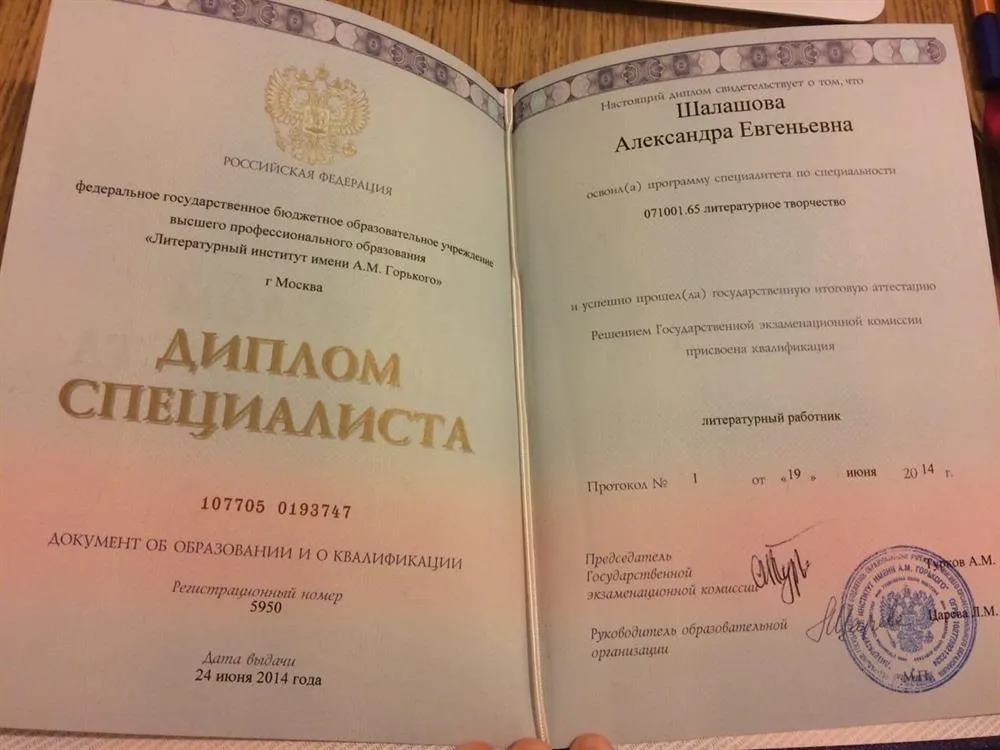 РОССИЙСКАЯ ФЕДЕРАЦИЯ
федеральное государственное бюджетное образовательное учреждение
высшего профессионального образования
«Литературный институт имени А.М. Горького»
г Москва
ДИПЛОМ
СПЕЦИАЛИСТА
107705 0193747
ДОКУМЕНТ ОБ ОБРАЗОВАНИИ И О КВАЛИФИКАЦИИ
Регистрационный номер
5950
Дата выдачи
24 июня 2014 года
Настоящий диплом свидетельствует о том, что
Шалашова
Александра Евгеньевна
освоил(а) программу специалитета по специальности
071001.65 литературное творчество
и успешно прошел(ла) государственную итоговую аттестацию
Решением Государственной экзаменационной комиссии
присвоена квалификация
литературный работник
Протокол № 1 от «19» июня 2014 г.
Председатель
Государственной
экзаменационной комиссии
Турков А.М.
Руководитель образовательной
организации
Царева Л.М.
М.П.